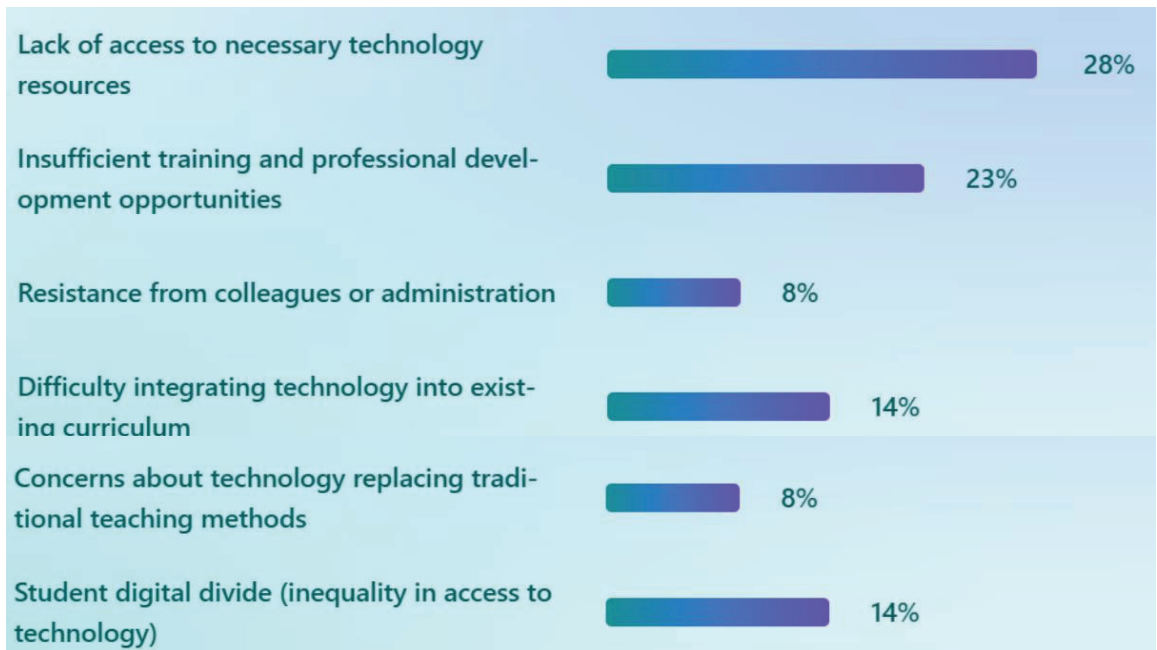 Lack of access to necessary technology
resources
28%
Insufficient training and professional devel-
opment opportunities
23%
Resistance from colleagues or administration
8%
Difficulty integrating technology into exist-
ing curriculum
14%
Concerns about technology replacing tradi-
tional teaching methods
8%
Student digital divide (inequality in access to
technology)
14%